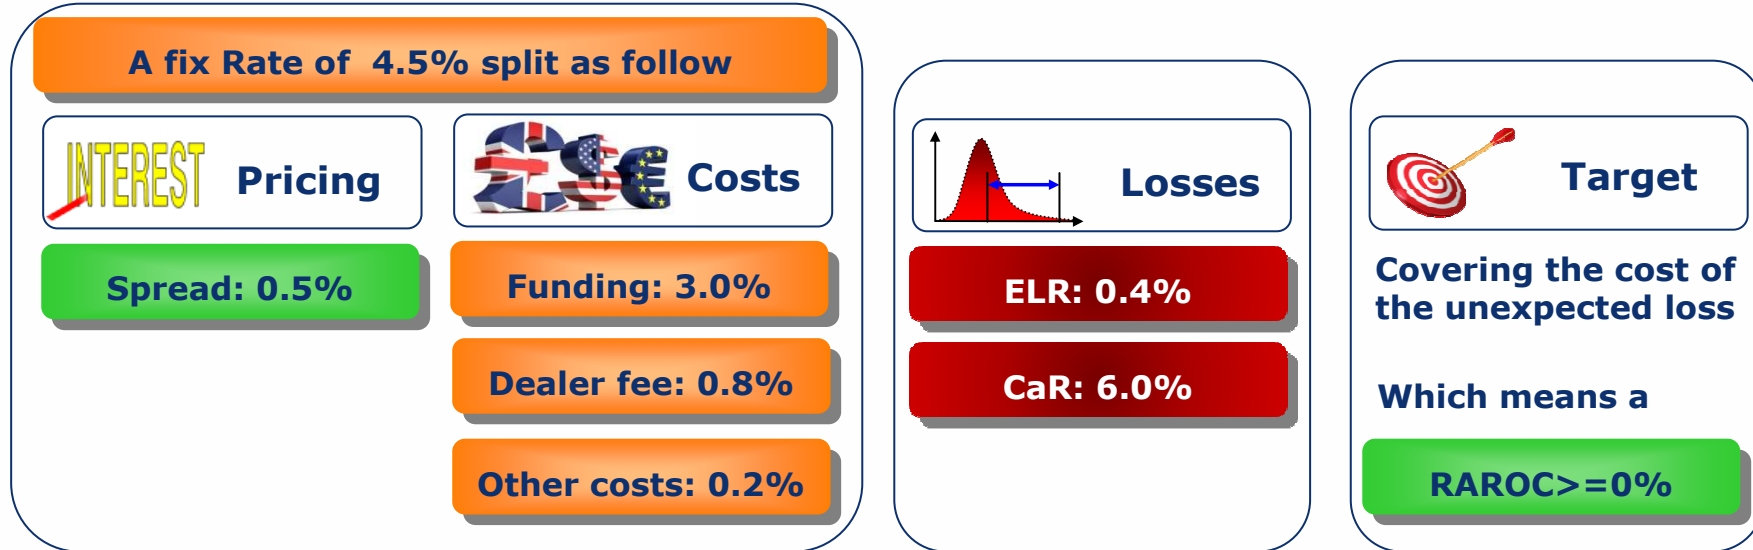 A fix Rate of 4.5% split as follow
INTEREST
Pricing
Costs
Spread: 0.5%
Funding: 3.0%
Dealer fee: 0.8%
Other costs: 0.2%
Losses
ELR: 0.4%
CaR: 6.0%
Target
Covering the cost of
the unexpected loss
Which means a
RAROC>=0%